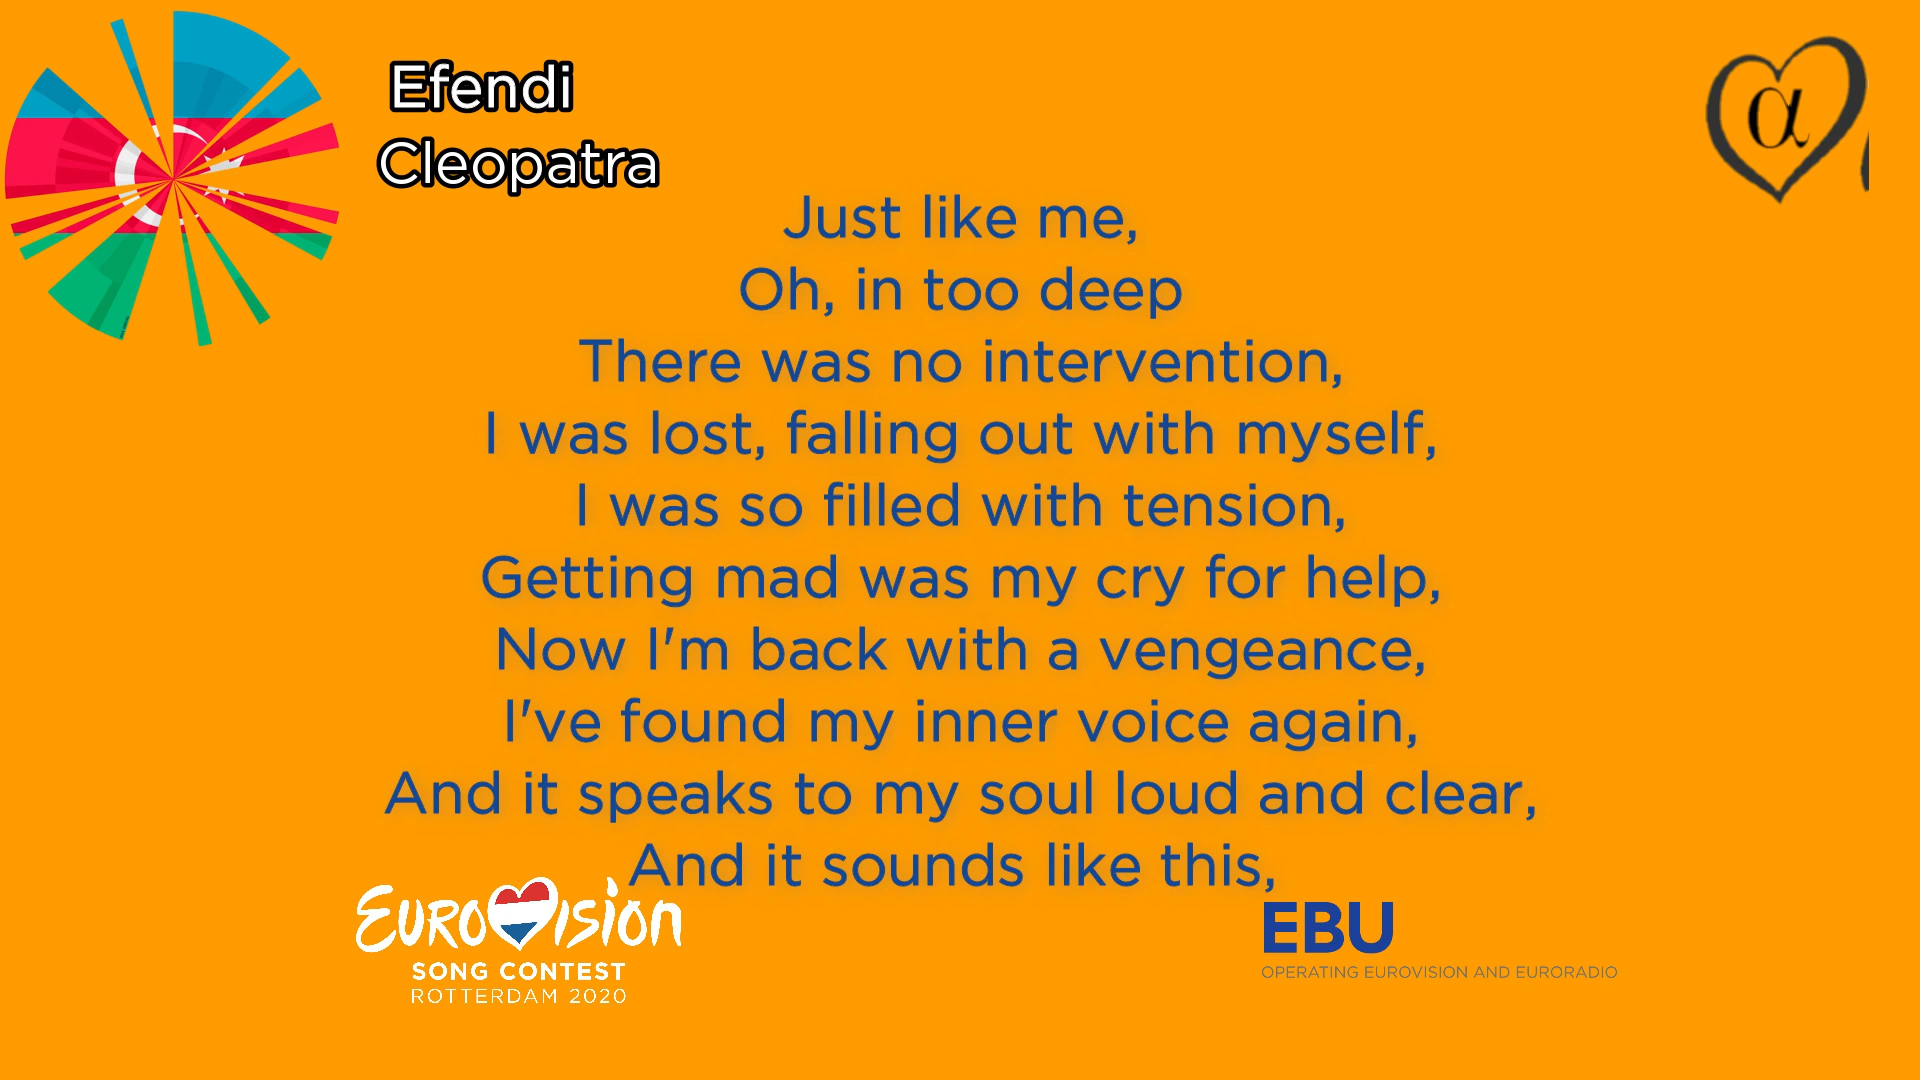 Efendi
Cleopatra
α
Just like me,
Oh, in too deep
There was no intervention,
I was lost, falling out with myself,
I was so filled with tension,
Getting mad was my cry for help,
Now I'm back with a vengeance,
I've found my inner voice again,
And it speaks to my soul loud and clear,
And it sounds like this,
EUROVISION
SONG CONTEST
ROTTERDAM 2020
EBU
OPERATING EUROVISION AND EURORADIO